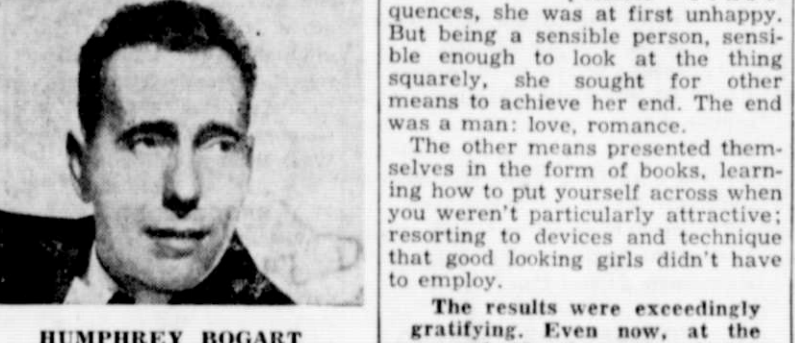 HUMPHREY BOGART
quences, she was at first unhappy.
But being a sensible person, sensi-
ble enough to look at the thing
squarely, she sought for other
means to achieve her end. The end
was a man: love, romance.
The other means presented them-
selves in the form of books, learn-
ing how to put yourself across when
you weren't particularly attractive;
resorting to devices and technique
that good looking girls didn't have
to employ.
The results were exceedingly
gratifying. Even now, at the